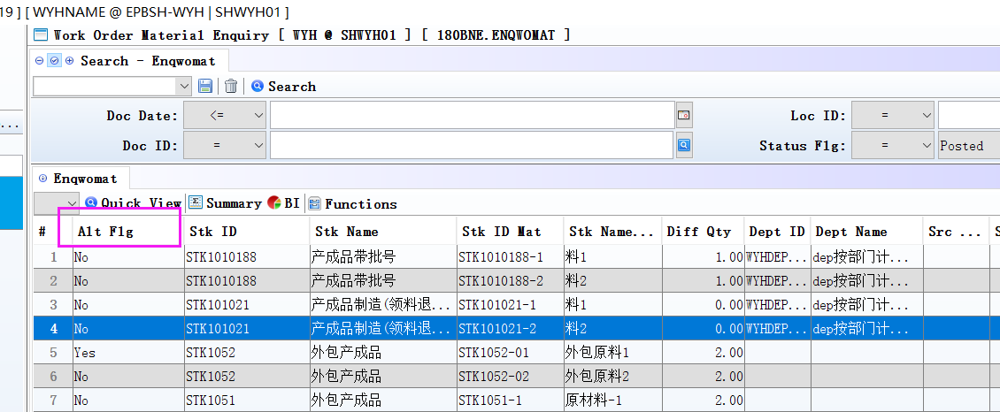 19 ] [ WYHNAME @ EPBSH-WYH | SHWYH01 ]
Work Order Material Enquiry [ WYH @ SHWYH01 ] [ 180BNE.ENQWOMAT ]
Search - Enqwomat
Search
Doc Date: <= Loc ID: =
Doc ID: = Status Flg: = Posted
...
Enqwomat
Quick View Summary BI Functions
# Alt Flg Stk ID Stk Name Stk ID Mat Stk Name... Diff Qty Dept ID Dept Name Src ... S
1 No STK1010188 产成品带批号 STK1010188-1 料1 1.00 WYHDEP... dep按部门计...
2 No STK1010188 产成品带批号 STK1010188-2 料2 1.00 WYHDEP... dep按部门计...
3 No STK101021 产成品制造(领料退... STK101021-1 料1 0.00 WYHDEP... dep按部门计...
4 No STK101021 产成品制造(领料退... STK101021-2 料2 0.00 WYHDEP... dep按部门计...
5 Yes STK1052 外包产成品 STK1052-01 外包原料1 2.00
6 No STK1052 外包产成品 STK1052-02 外包原料2 2.00
7 No STK1051 外包产成品 STK1051-1 原材料-1 2.00